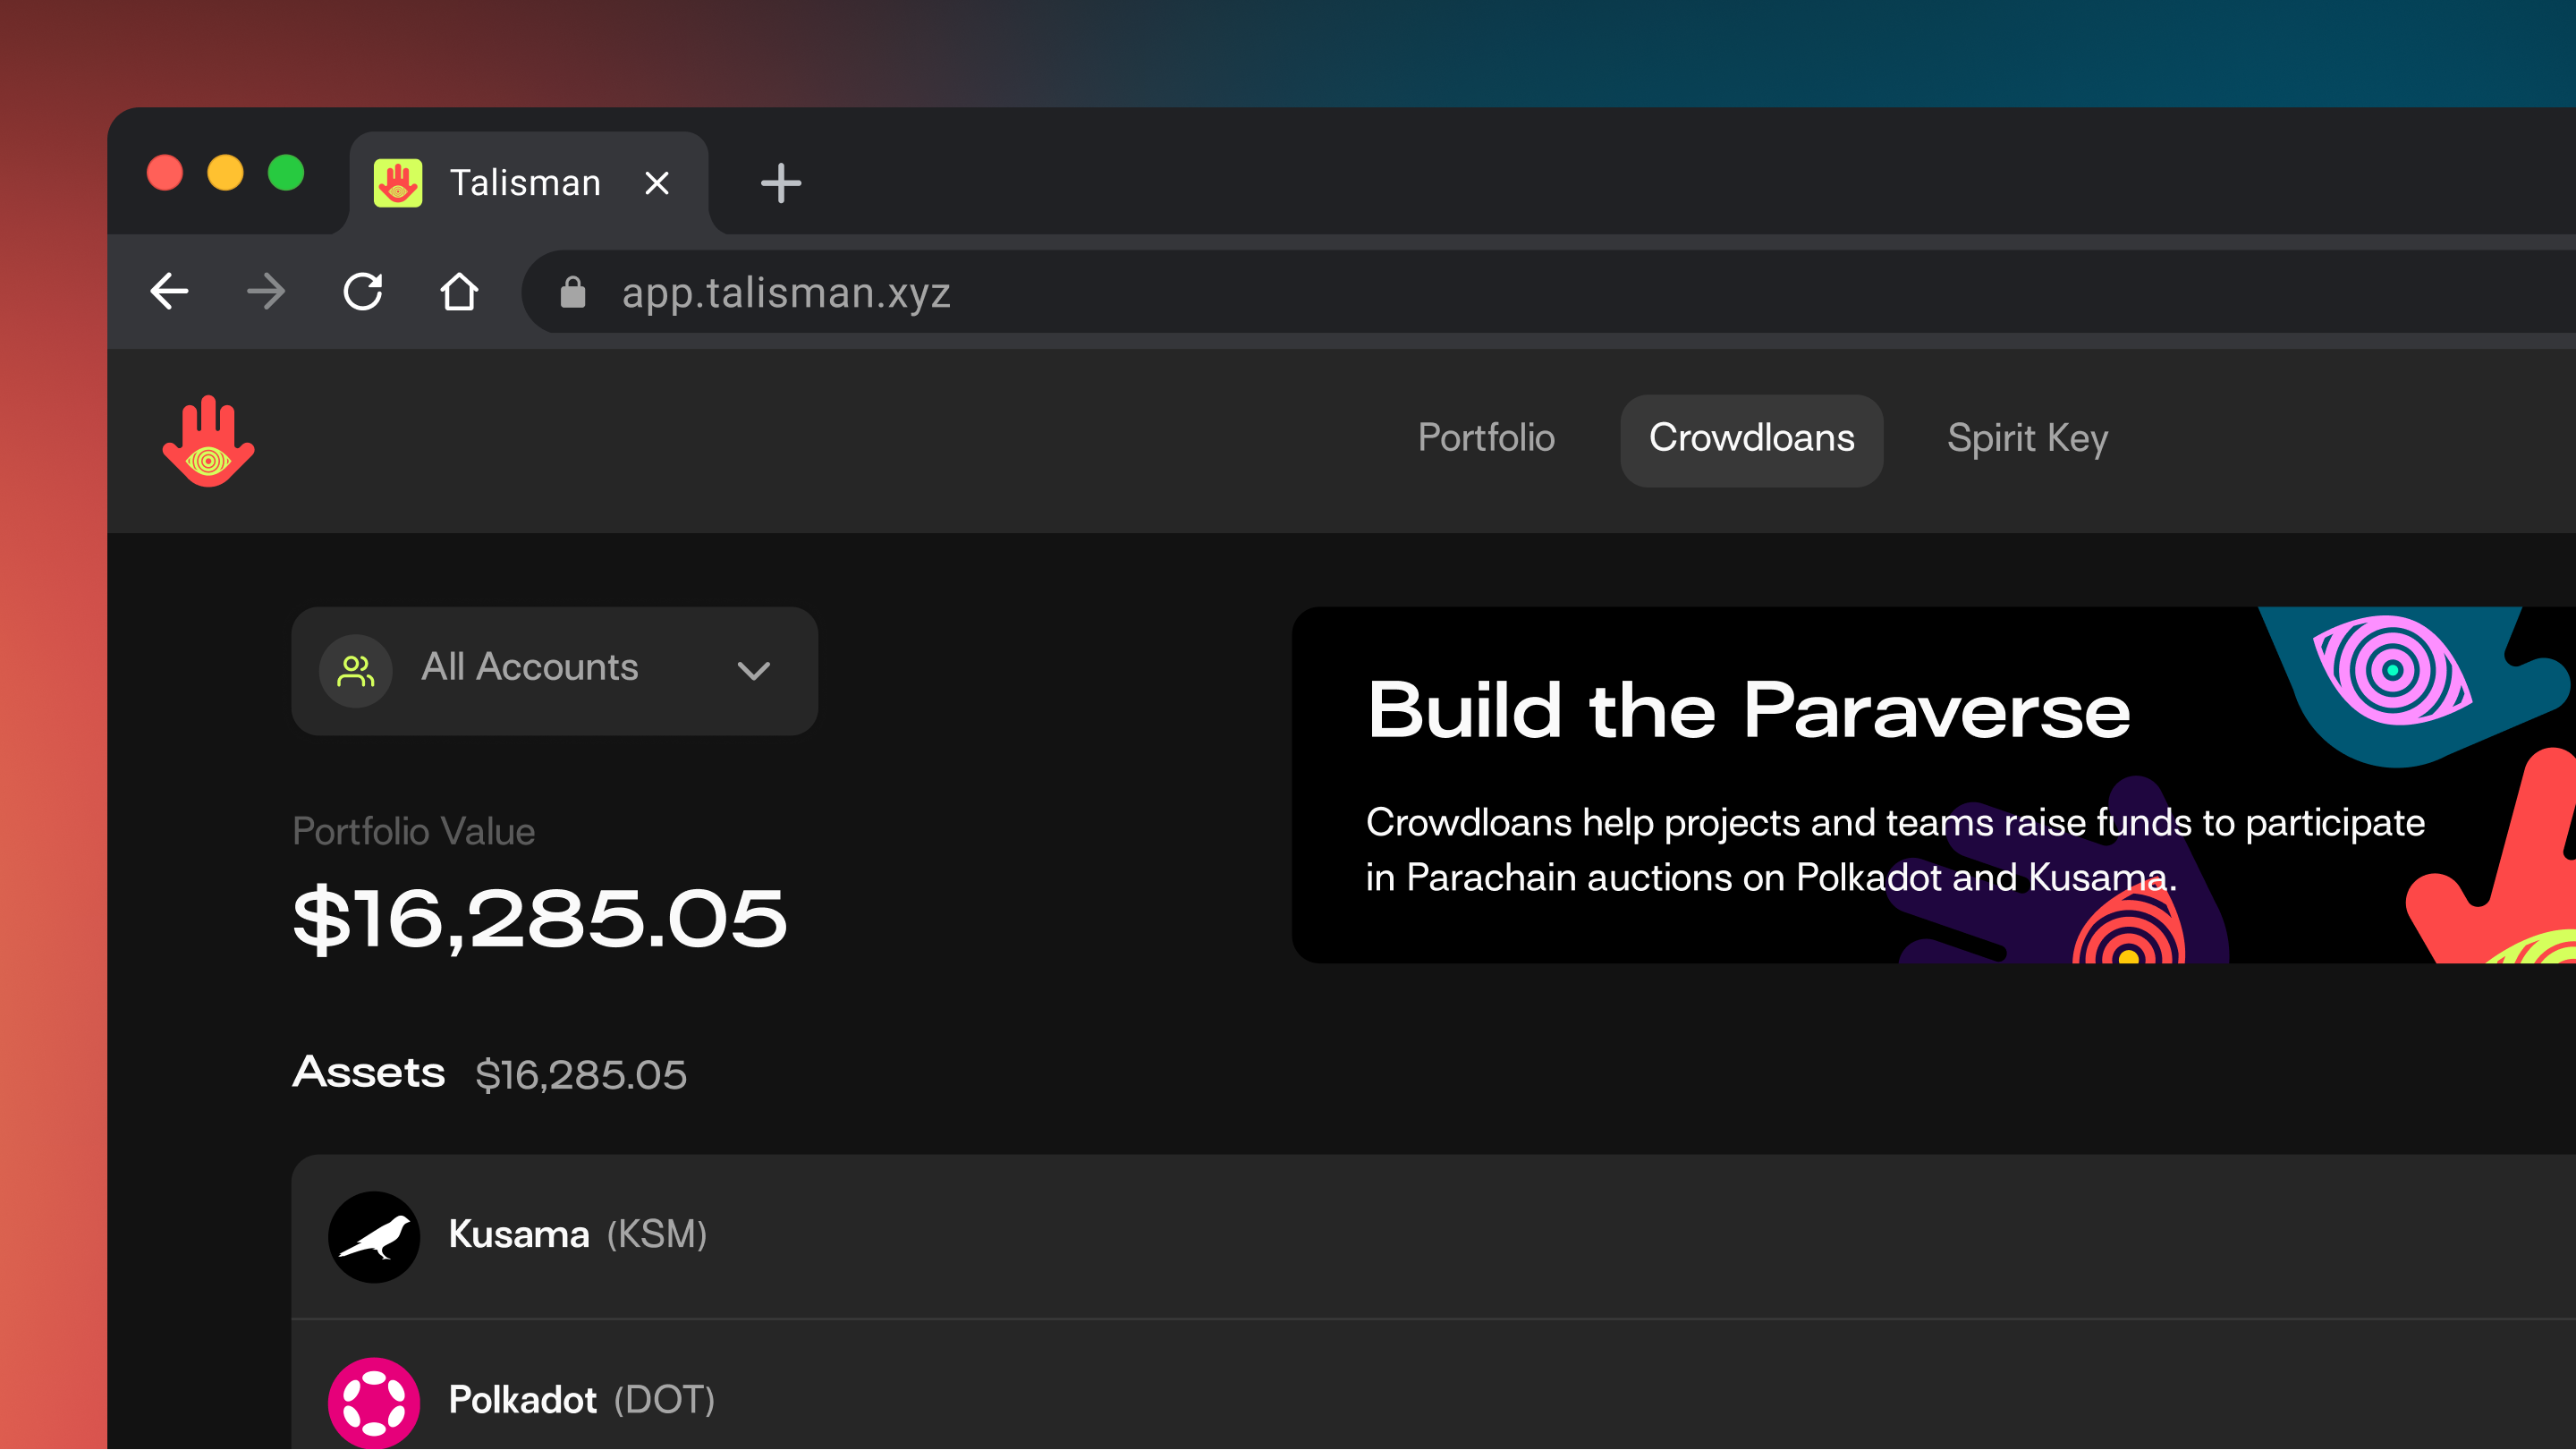 Talisman
app.talisman.xyz
Portfolio Crowdloans Spirit Key
All Accounts
Portfolio Value
$16,285.05
Build the Paraverse
Crowdloans help projects and teams raise funds to participate
in Parachain auctions on Polkadot and Kusama.
Assets $16,285.05
Kusama (KSM)
Polkadot (DOT)